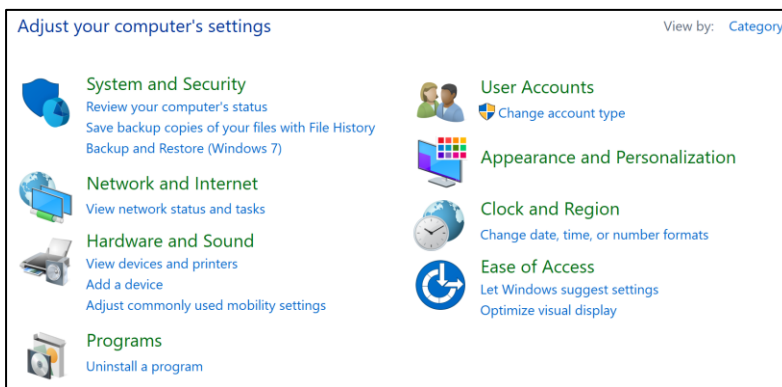 Adjust your computer's settings
View by: Category
System and Security
Review your computer's status
Save backup copies of your files with File History
Backup and Restore (Windows 7)
Network and Internet
View network status and tasks
Hardware and Sound
View devices and printers
Add a device
Adjust commonly used mobility settings
Programs
Uninstall a program
User Accounts
Change account type
Appearance and Personalization
Clock and Region
Change date, time, or number formats
Ease of Access
Let Windows suggest settings
Optimize visual display